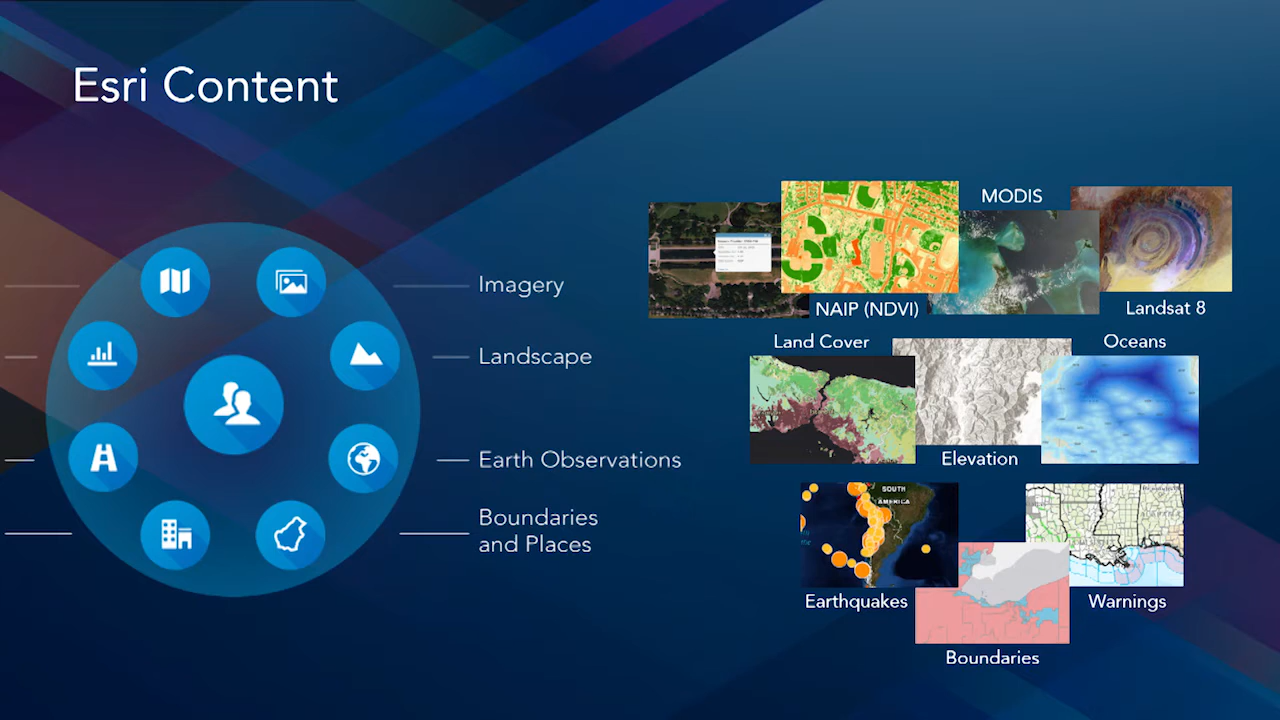 Esri Content
MODIS
Imagery
NAIP (NDVI)
Landsat 8
Land Cover
Oceans
Landscape
Elevation
Earth Observations
SOUTH
AMERICA
Boundaries
and Places
Earthquakes
Warnings
Boundaries